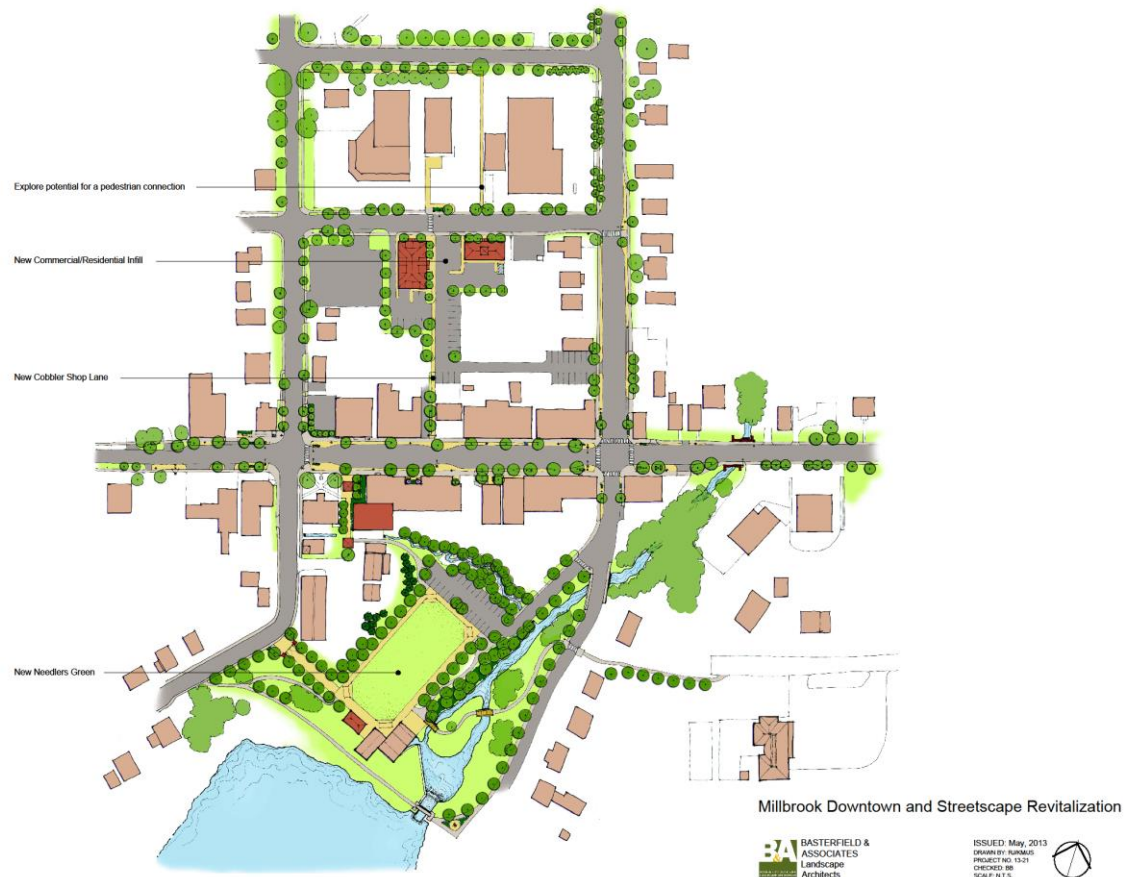 Explore potential for a pedestrian connection
New Commercial/Residential Infill
New Cobbler Shop Lane
New Needlers Green
Millbrook Downtown and Streetscape Revitalization
B&A
BASTERFIELD &
ASSOCIATES
Landscape
Architects
ISSUED: May, 2013
PROJECT NO. 13-21
CHECKED: BB
SCALE: N.T.S.